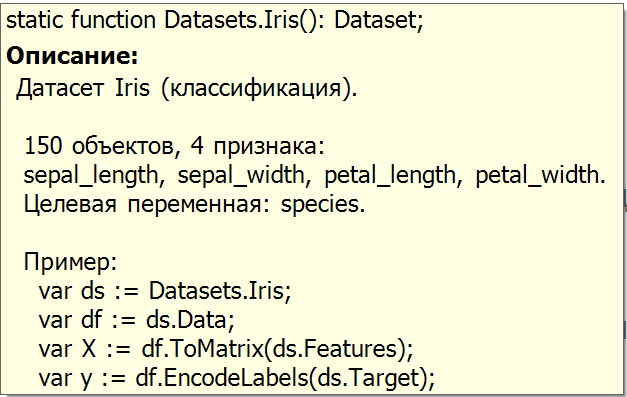 static function Datasets.Iris(): Dataset;
Описание:
Датасет Iris (классификация).
150 объектов, 4 признака:
sepal_length, sepal_width, petal_length, petal_width.
Целевая переменная: species.
Пример:
var ds := Datasets.Iris;
var df := ds.Data;
var X := df.ToMatrix(ds.Features);
var y := df.EncodeLabels(ds.Target);